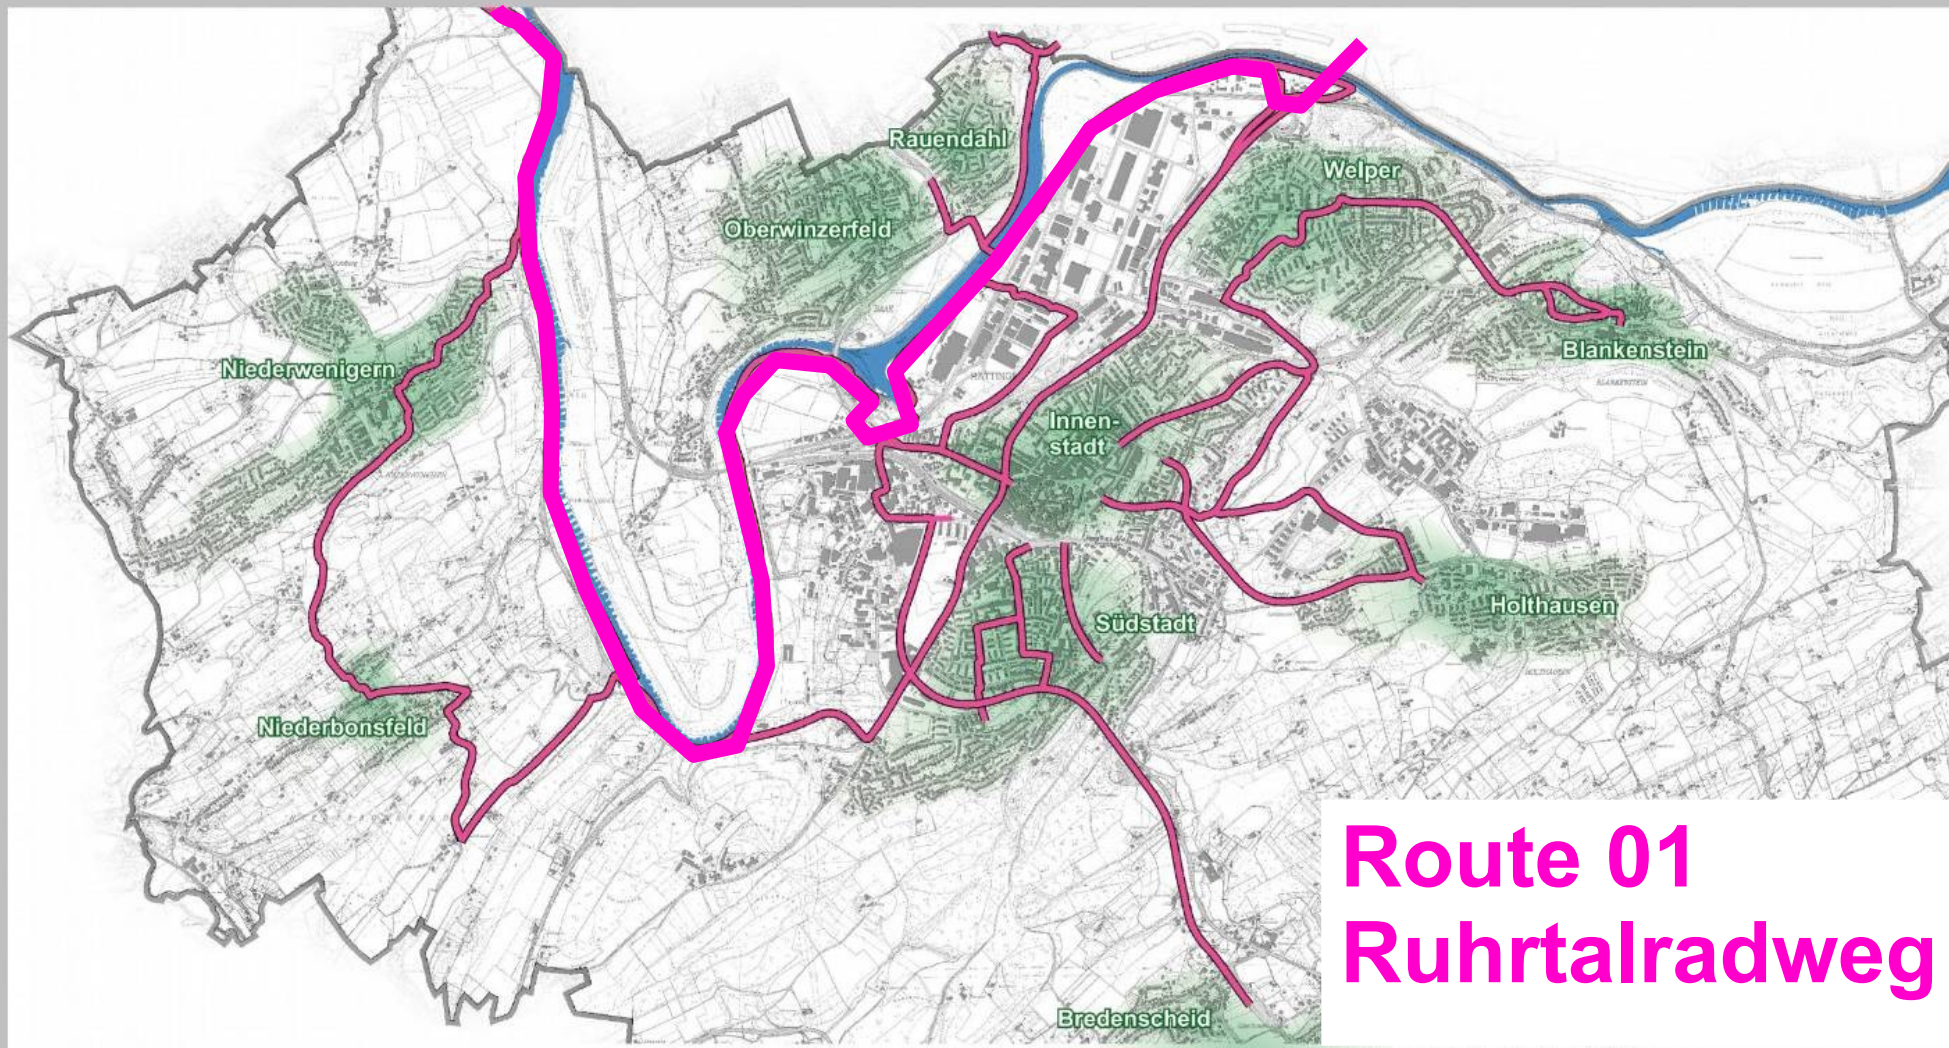 Rauendahl
Welper
Oberwinzerfeld
Blankenstein
Niederwenigern
Innen-
stadt
Holthausen
Südstadt
Niederbonsfeld
Bredenscheid
Route 01
Ruhrtalradweg